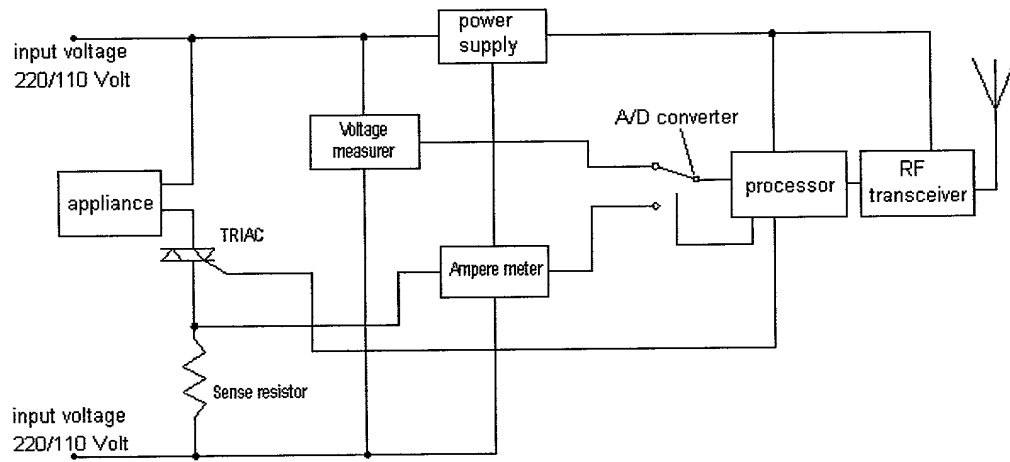 power
supply
input voltage
220/110 Volt
A/D converter
Voltage
measurer
RF
transceiver
processor
appliance
TRIAC
Ampere meter
Sense resistor
input voltage
220/110 Volt